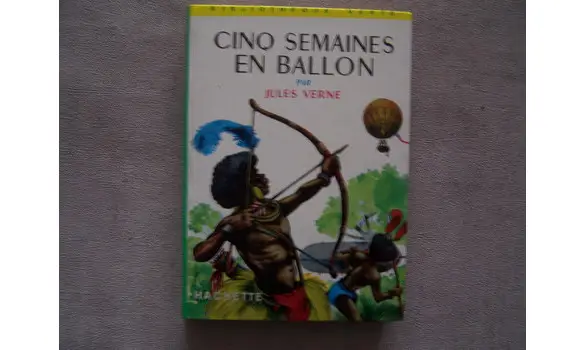 BIBLIOTHÈQUE VERTE
CINQ SEMAINES
EN BALLON
par
JULES VERNE
HACHETTE